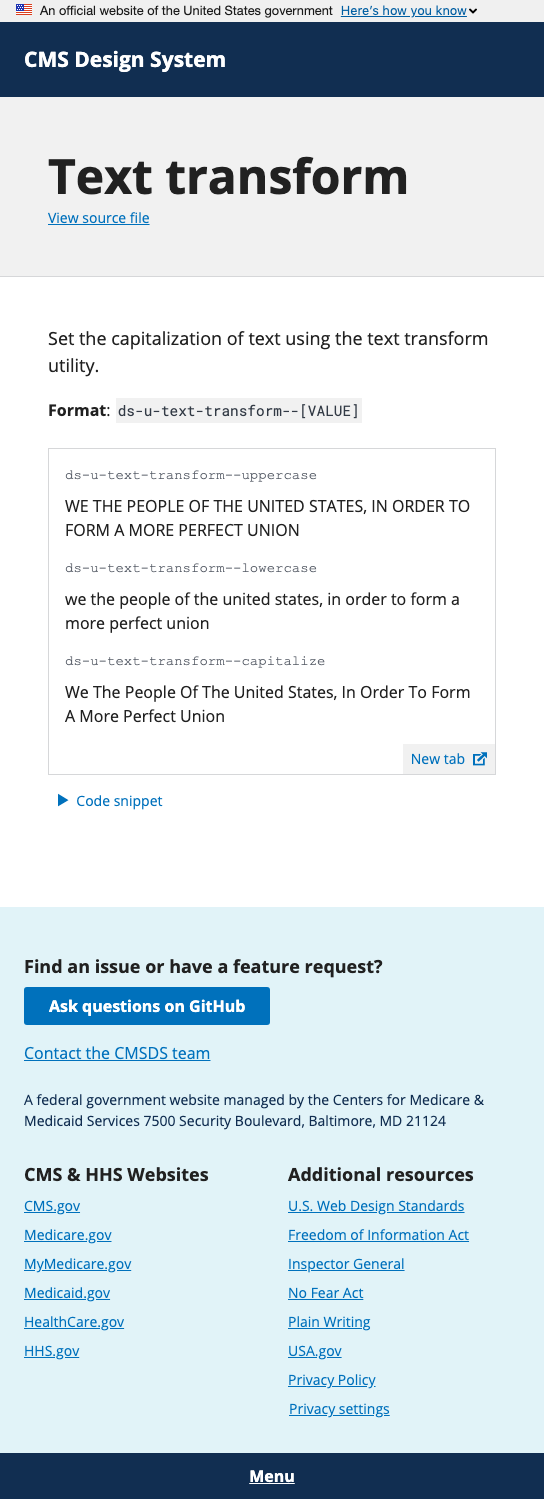 An official website of the United States government Here's how you know
CMS Design System
Text transform
View source file
Set the capitalization of text using the text transform
utility.
Format: ds-u-text-transform--[VALUE]
ds-u-text-transform--uppercase
WE THE PEOPLE OF THE UNITED STATES, IN ORDER TO
FORM A MORE PERFECT UNION
ds-u-text-transform--lowercase
we the people of the united states, in order to form a
more perfect union
ds-u-text-transform--capitalize
We The People Of The United States, In Order To Form
A More Perfect Union
New tab
Code snippet
Find an issue or have a feature request?
Ask questions on GitHub
Contact the CMSDS team
A federal government website managed by the Centers for Medicare &
Medicaid Services 7500 Security Boulevard, Baltimore, MD 21124
CMS & HHS Websites
CMS.gov
Medicare.gov
MyMedicare.gov
Medicaid.gov
HealthCare.gov
HHS.gov
Additional resources
U.S. Web Design Standards
Freedom of Information Act
Inspector General
No Fear Act
Plain Writing
USA.gov
Privacy Policy
Privacy settings
Menu